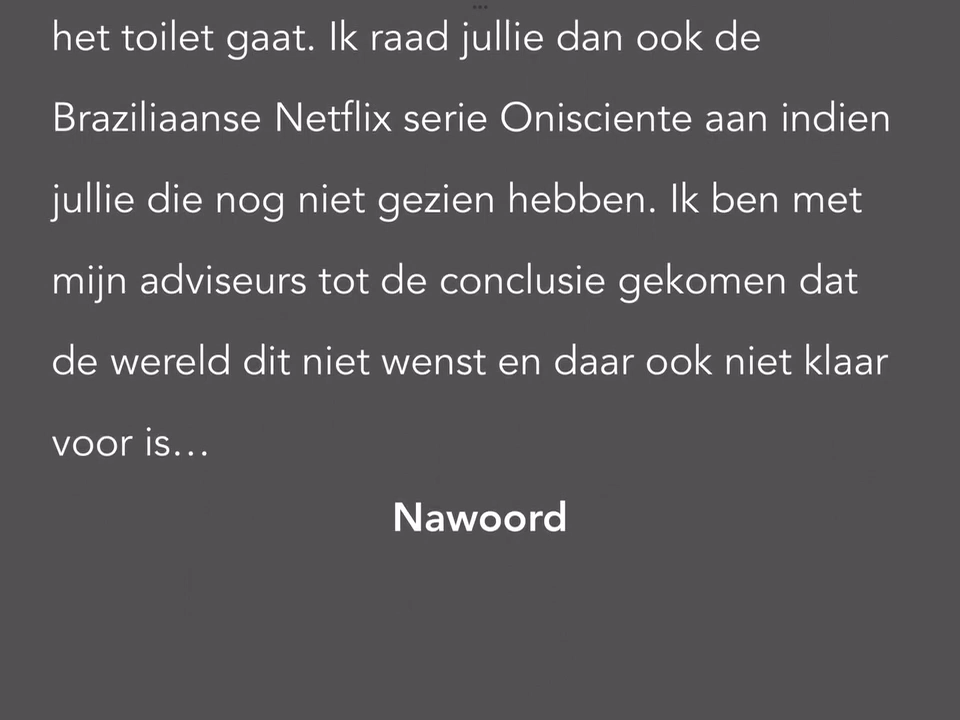 het toilet gaat. Ik raad jullie dan ook de
Braziliaanse Netflix serie Onisciente aan indien
jullie die nog niet gezien hebben. Ik ben met
mijn adviseurs tot de conclusie gekomen dat
de wereld dit niet wenst en daar ook niet klaar
voor is…
Nawoord